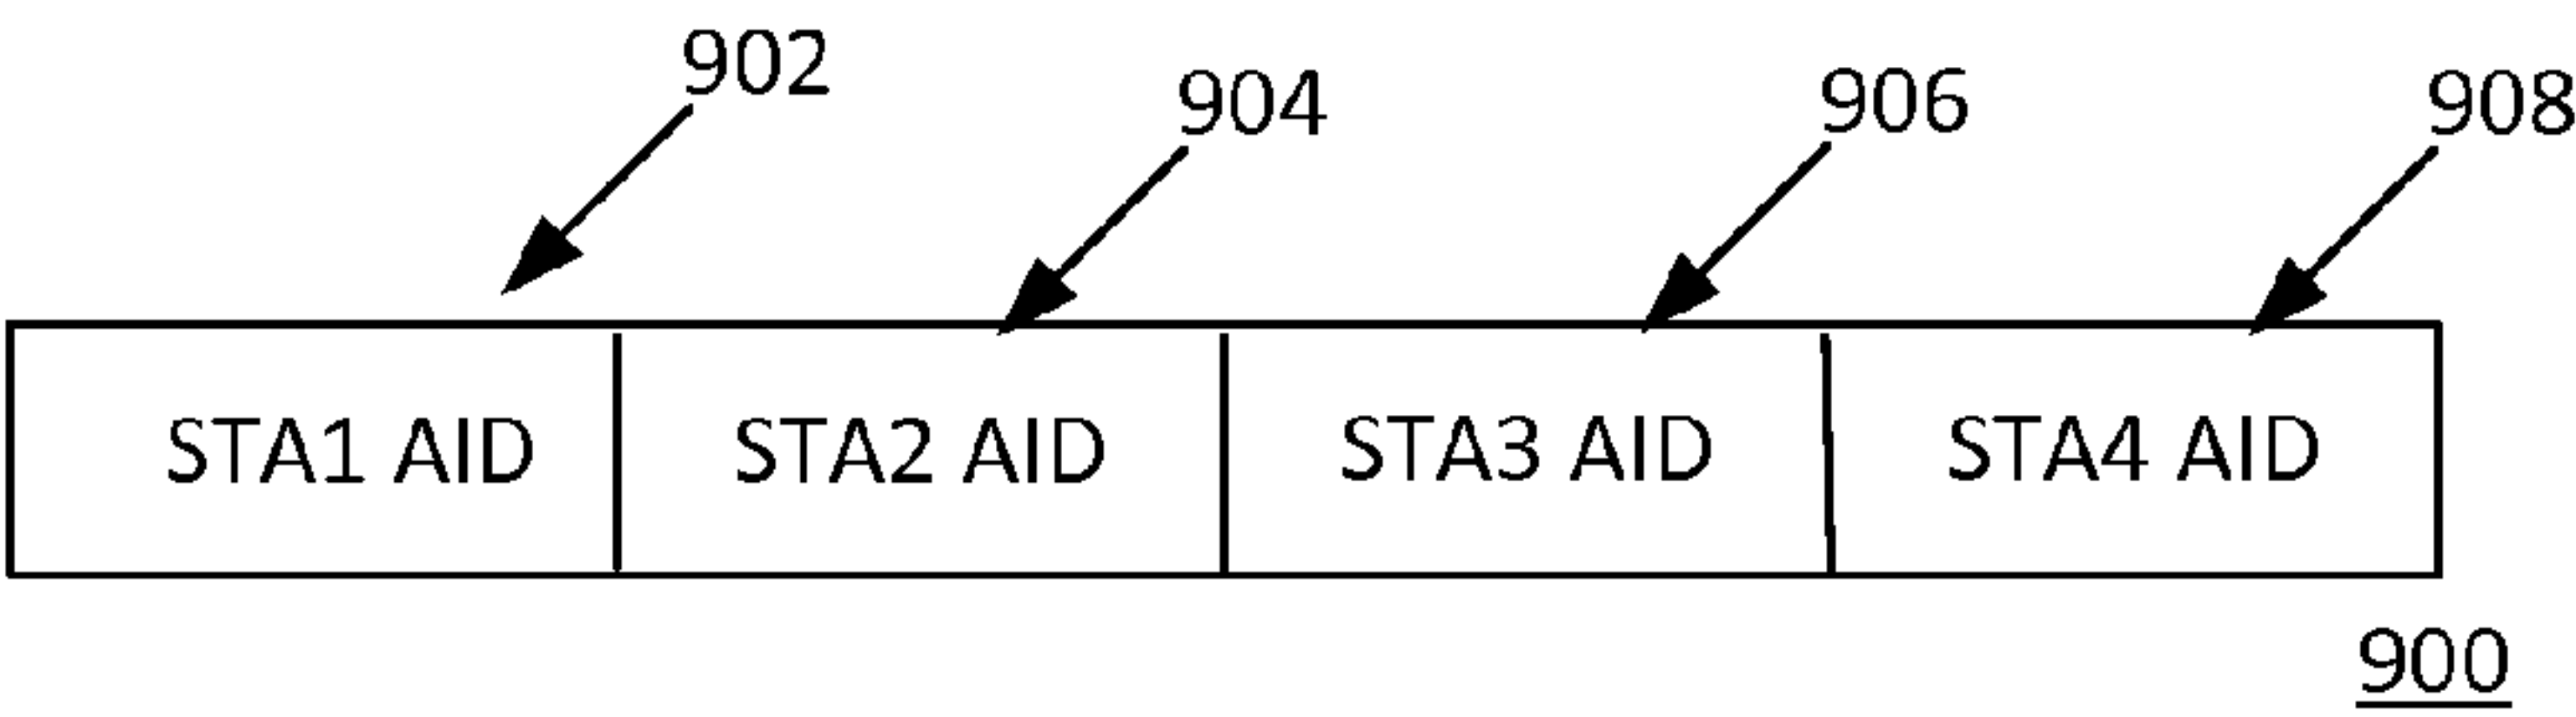 902
904 906 908
STA1 AID STA2 AID STA3 AID STA4 AID
900